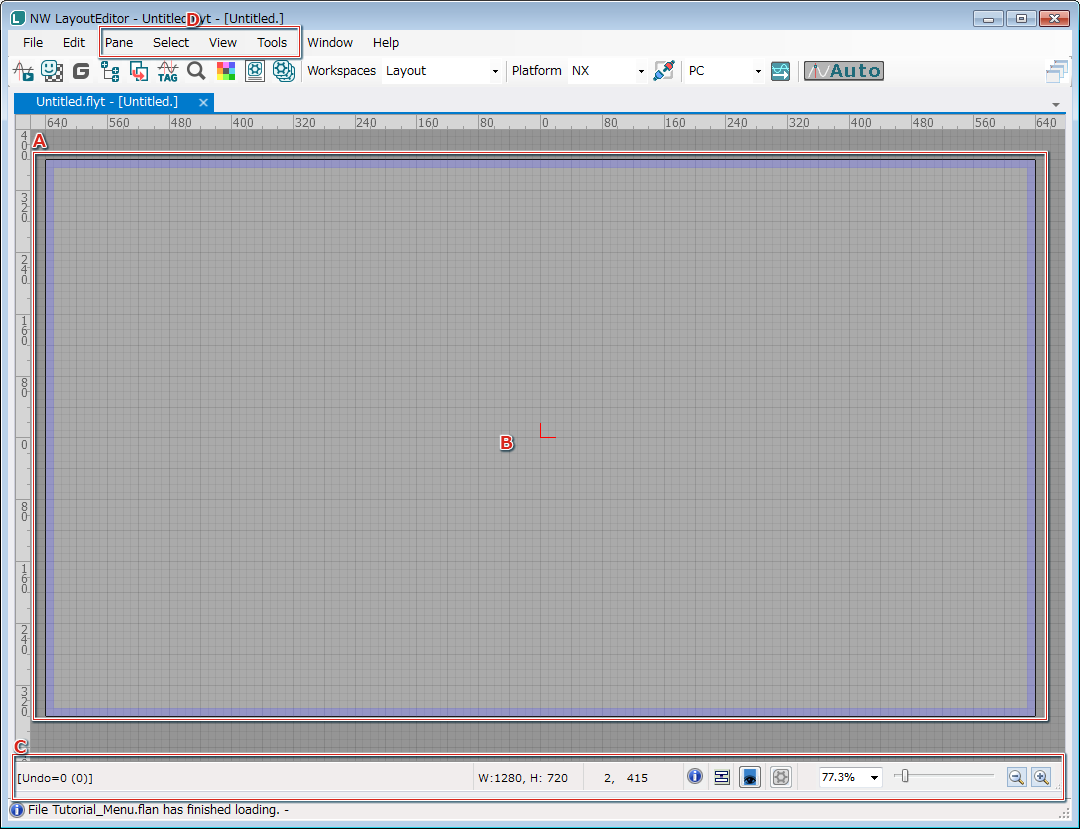 NW LayoutEditor - Untitled.flyt - [Untitled.]
D
File Edit Pane Select View Tools Window Help
G TAG Workspaces Layout Platform NX PC Auto
Untitled.flyt - [Untitled.]
640 560 480 400 320 240 160 80 0 80 160 240 320 400 480 560 640
400
A
320
240
160
80
0
B
80
160
240
320
C
[Undo=0 (0)] W:1280, H: 720 2, 415 77.3%
File Tutorial_Menu.flan has finished loading. -